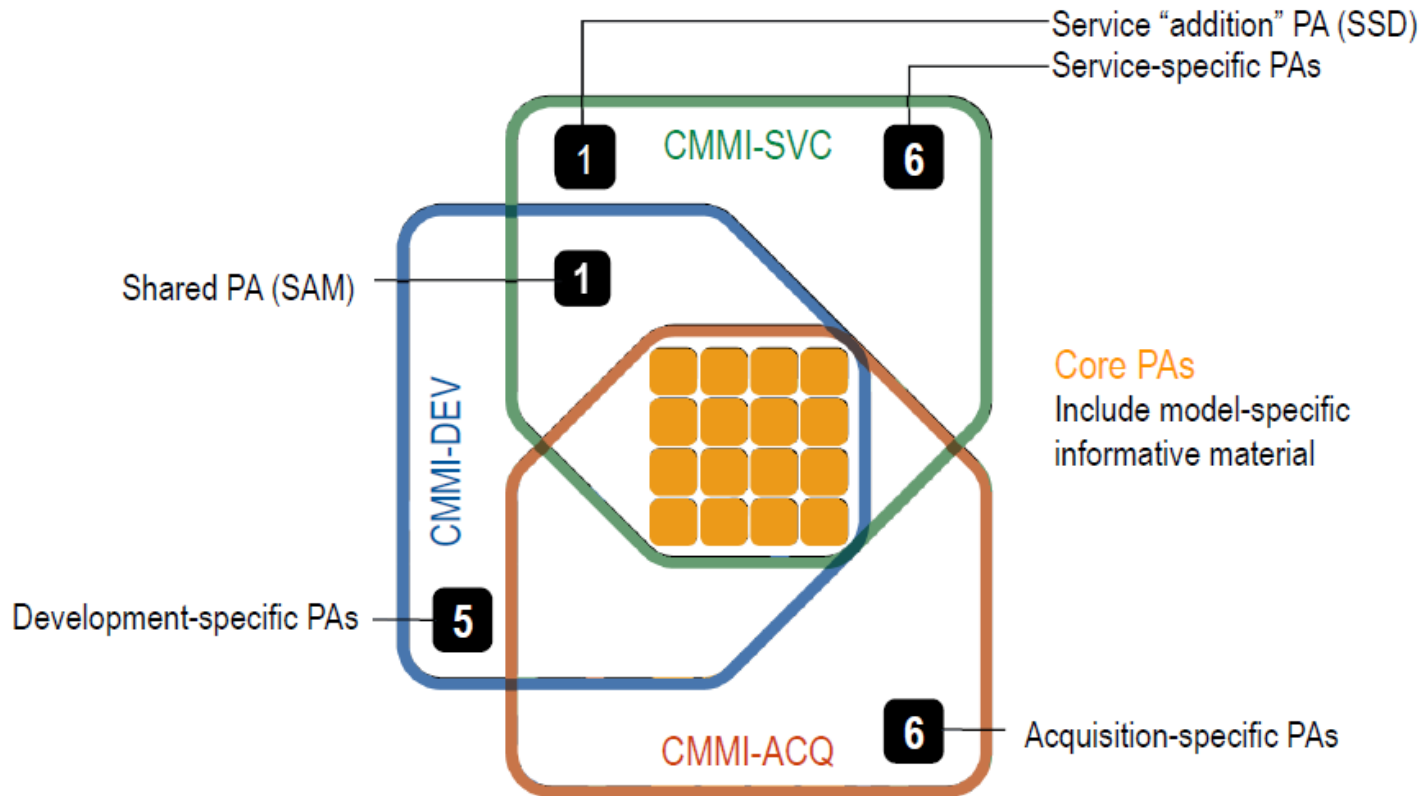 Service “addition” PA (SSD)
Service-specific PAs
1
CMMI-SVC
6
Shared PA (SAM)
1
Core PAs
Include model-specific
informative material
CMMI-DEV
Development-specific PAs
5
6
Acquisition-specific PAs
CMMI-ACQ